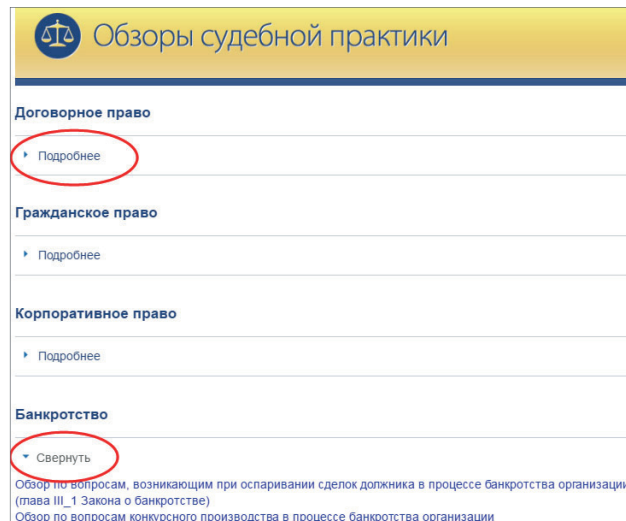 Обзоры судебной практики
Договорное право
Подробнее
Гражданское право
Подробнее
Корпоративное право
Подробнее
Банкротство
Свернуть
Обзор по вопросам, возникающим при оспаривании сделок должника в процессе банкротства организации
(глава III_1 Закона о банкротстве)
Обзор по вопросам конкурсного производства в процессе банкротства организации